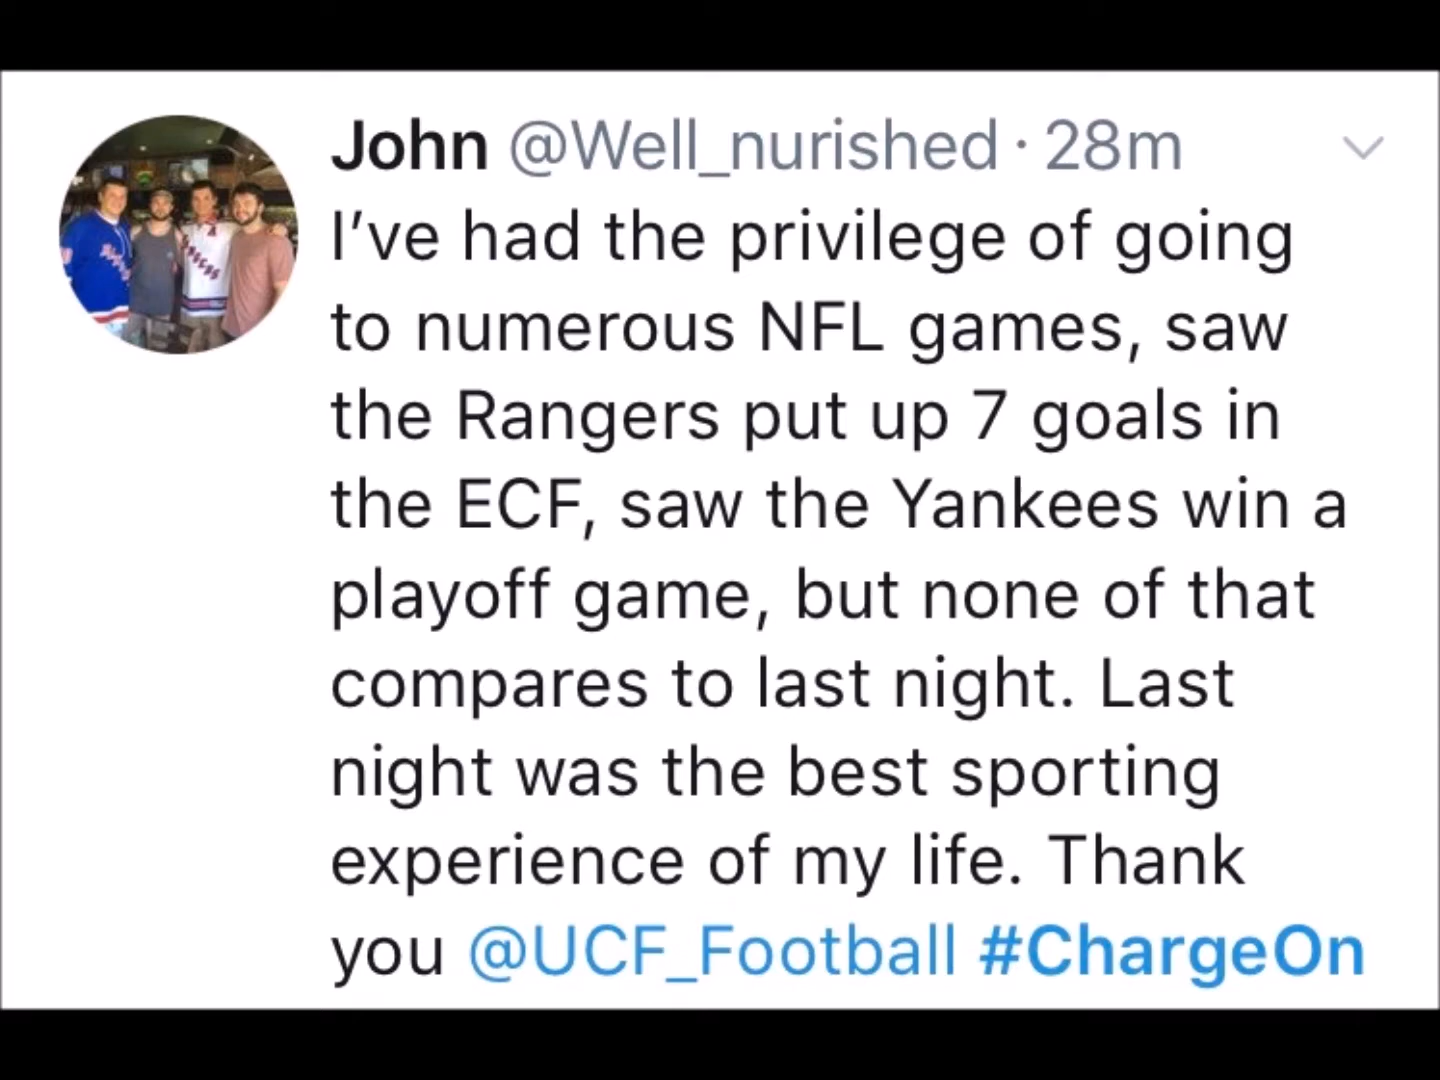 John @Well_nurished · 28m
I’ve had the privilege of going
to numerous NFL games, saw
the Rangers put up 7 goals in
the ECF, saw the Yankees win a
playoff game, but none of that
compares to last night. Last
night was the best sporting
experience of my life. Thank
you @UCF_Football #ChargeOn